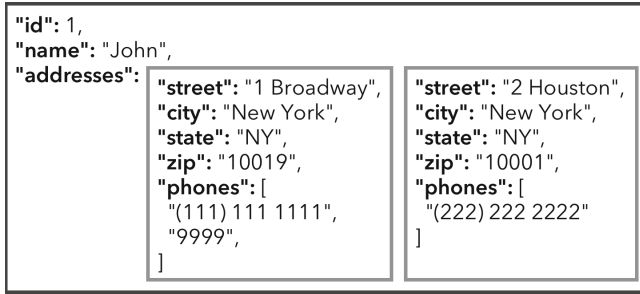 "id": 1,
"name": "John",
"addresses":
"street": "1 Broadway",
"city": "New York",
"state": "NY",
"zip": "10019",
"phones": [
"(111) 111 1111",
"9999",
]
"street": "2 Houston",
"city": "New York",
"state": "NY",
"zip": "10001",
"phones": [
"(222) 222 2222"
]